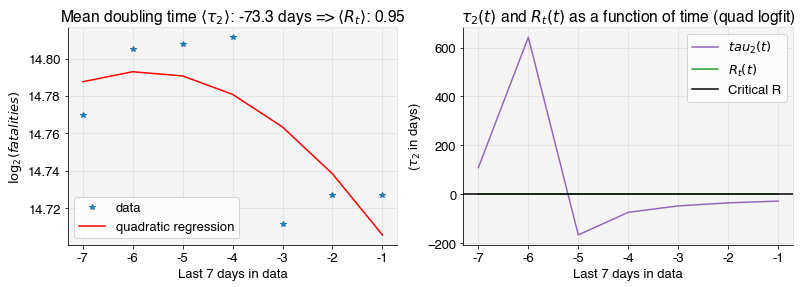 Mean doubling time ⟨τ₂⟩: -73.3 days => ⟨Rₜ⟩: 0.95
log₂(fatalities)
14.80
14.78
14.76
14.74
14.72
data
quadratic regression
-7 -6 -5 -4 -3 -2 -1
Last 7 days in data
τ₂(t) and Rₜ(t) as a function of time (quad logfit)
(τ₂ in days)
600
400
200
0
−200
tau₂(t)
Rₜ(t)
Critical R
-7 -6 -5 -4 -3 -2 -1
Last 7 days in data